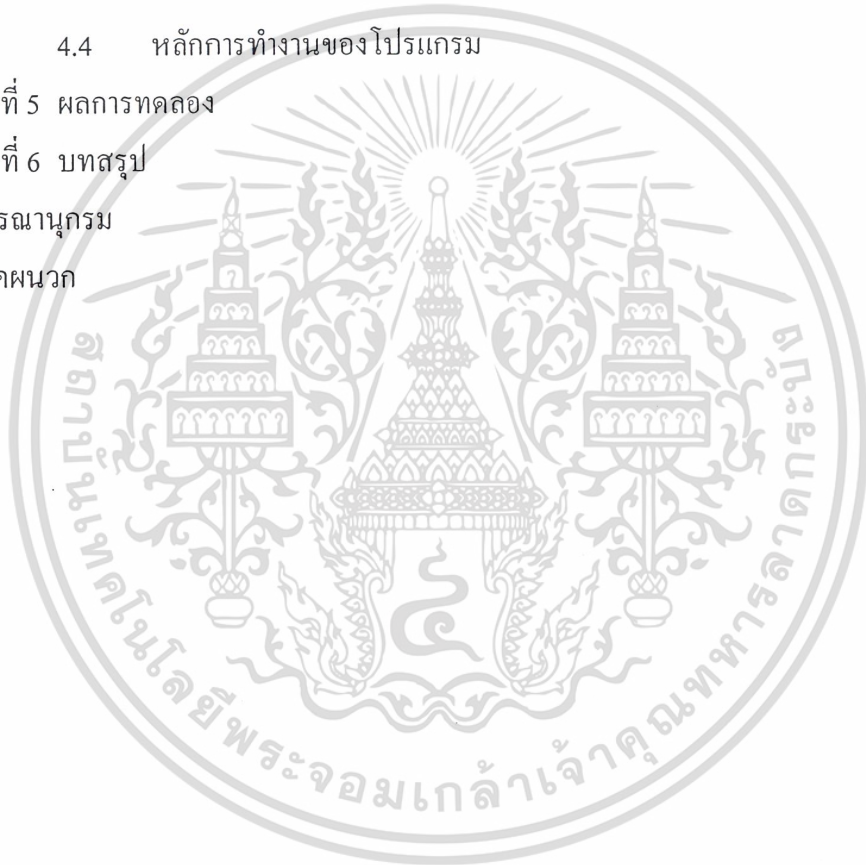 4.4 หลักการทำงานของโปรแกรม
ที่ 5 ผลการทดลอง
ที่ 6 บทสรุป
รณานุกรม
คผนวก
สถาบันเทคโนโลยีพระจอมเกล้าเจ้าคุณทหารลาดกระบัง
๔